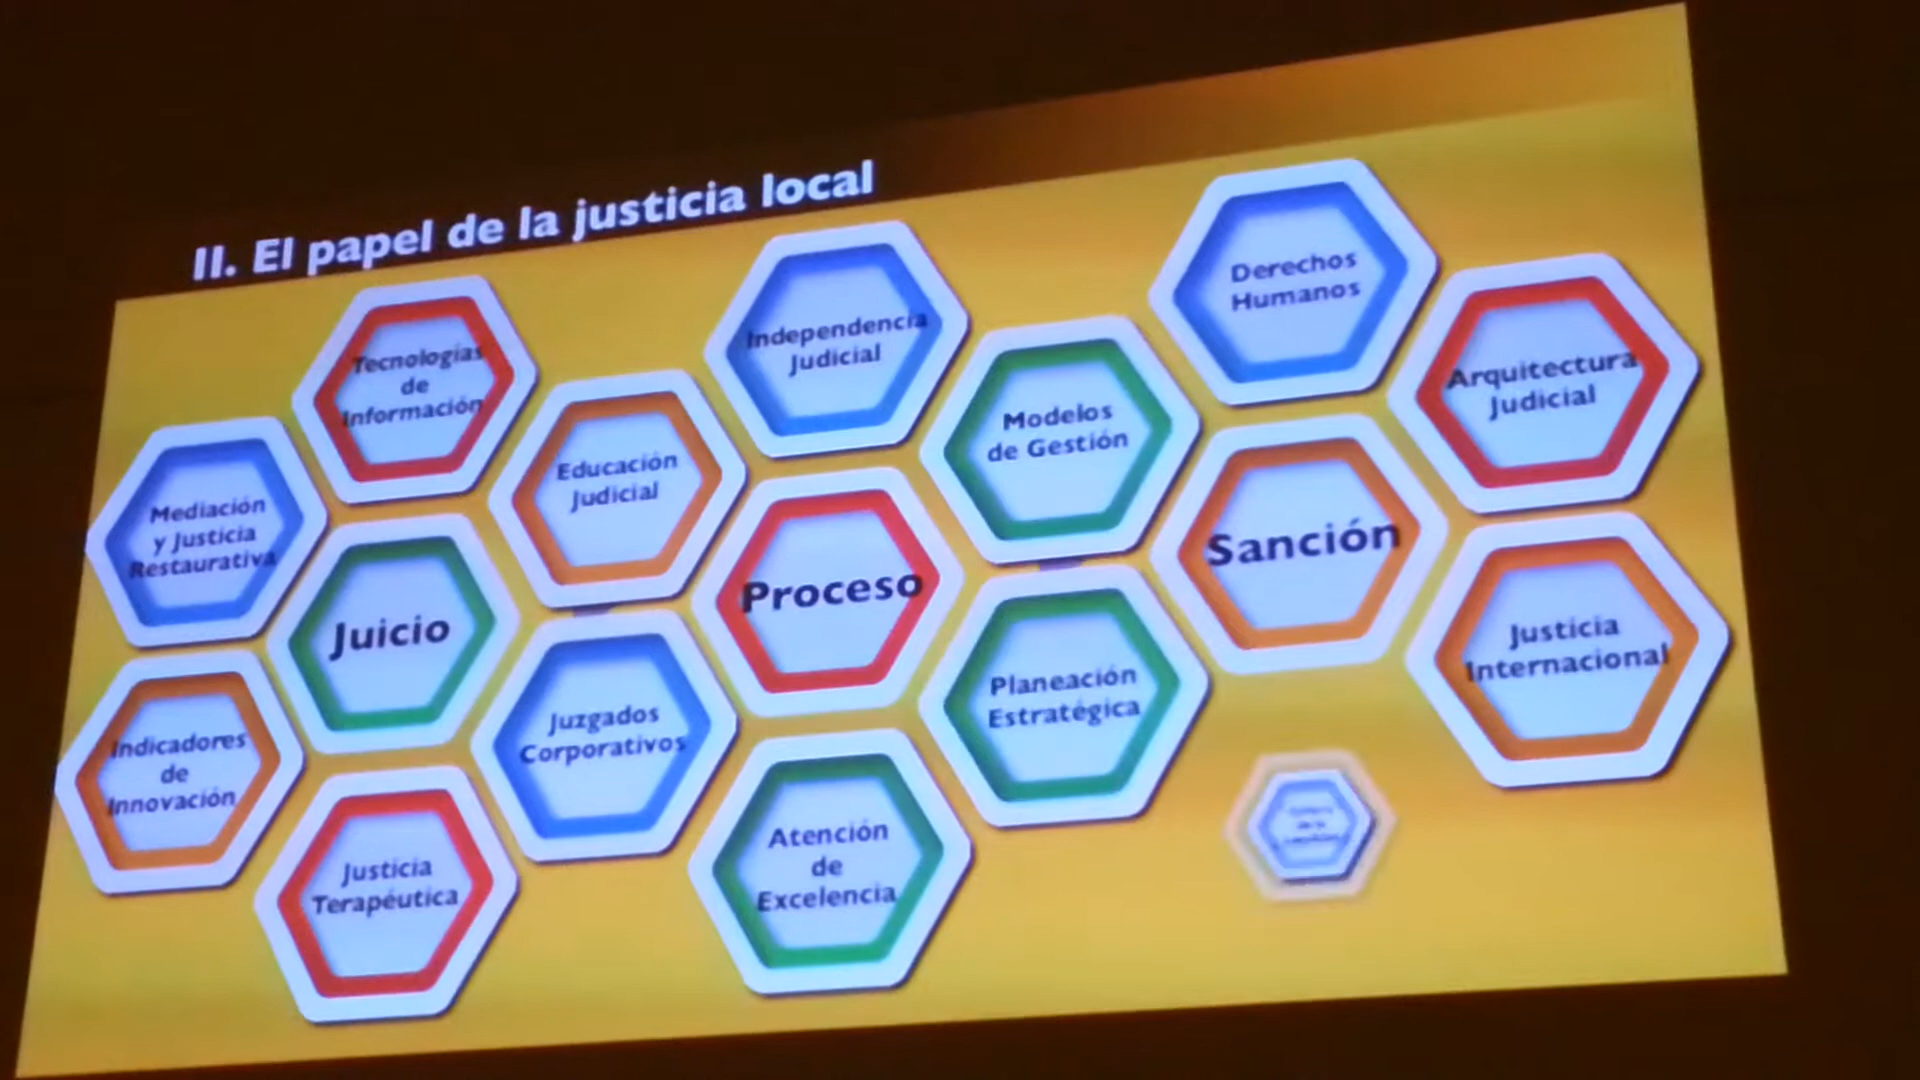 II. El papel de la justicia local
Tecnologías
de
Información
Independencia
Judicial
Derechos
Humanos
Arquitectura
Judicial
Mediación
y Justicia
Restaurativa
Educación
Judicial
Modelos
de Gestión
Juicio
Proceso
Sanción
Justicia
Internacional
Indicadores
de
Innovación
Juzgados
Corporativos
Planeación
Estratégica
Justicia
Terapéutica
Atención
de
Excelencia